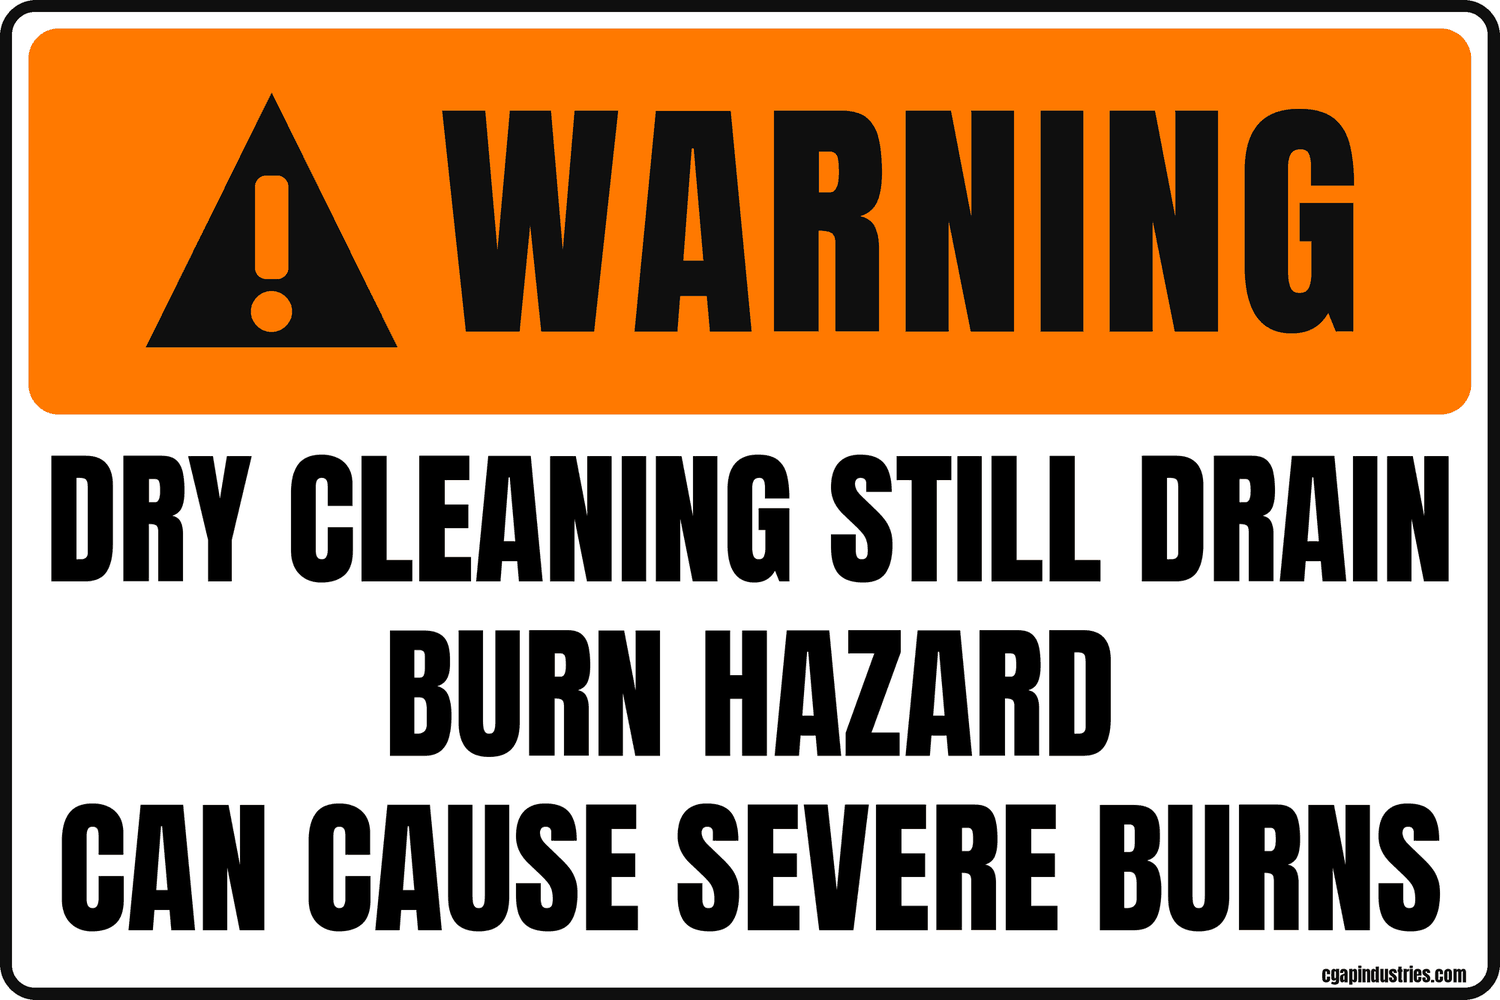 WARNING
DRY CLEANING STILL DRAIN
BURN HAZARD
CAN CAUSE SEVERE BURNS
cgapindustries.com